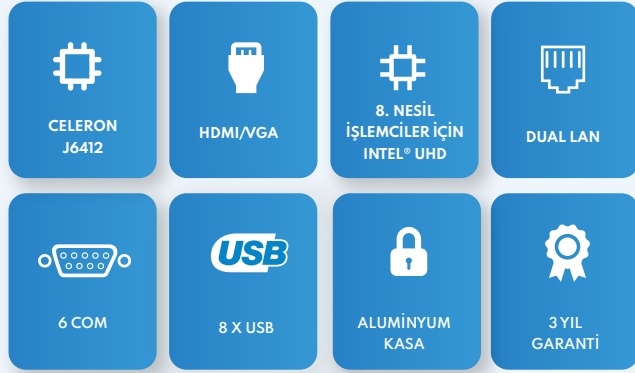 CELERON
J6412
HDMI/VGA
8. NESİL
İŞLEMCİLER İÇİN
INTEL® UHD
DUAL LAN
6 COM
USB
8 X USB
ALUMİNYUM
KASA
3 YIL
GARANTİ